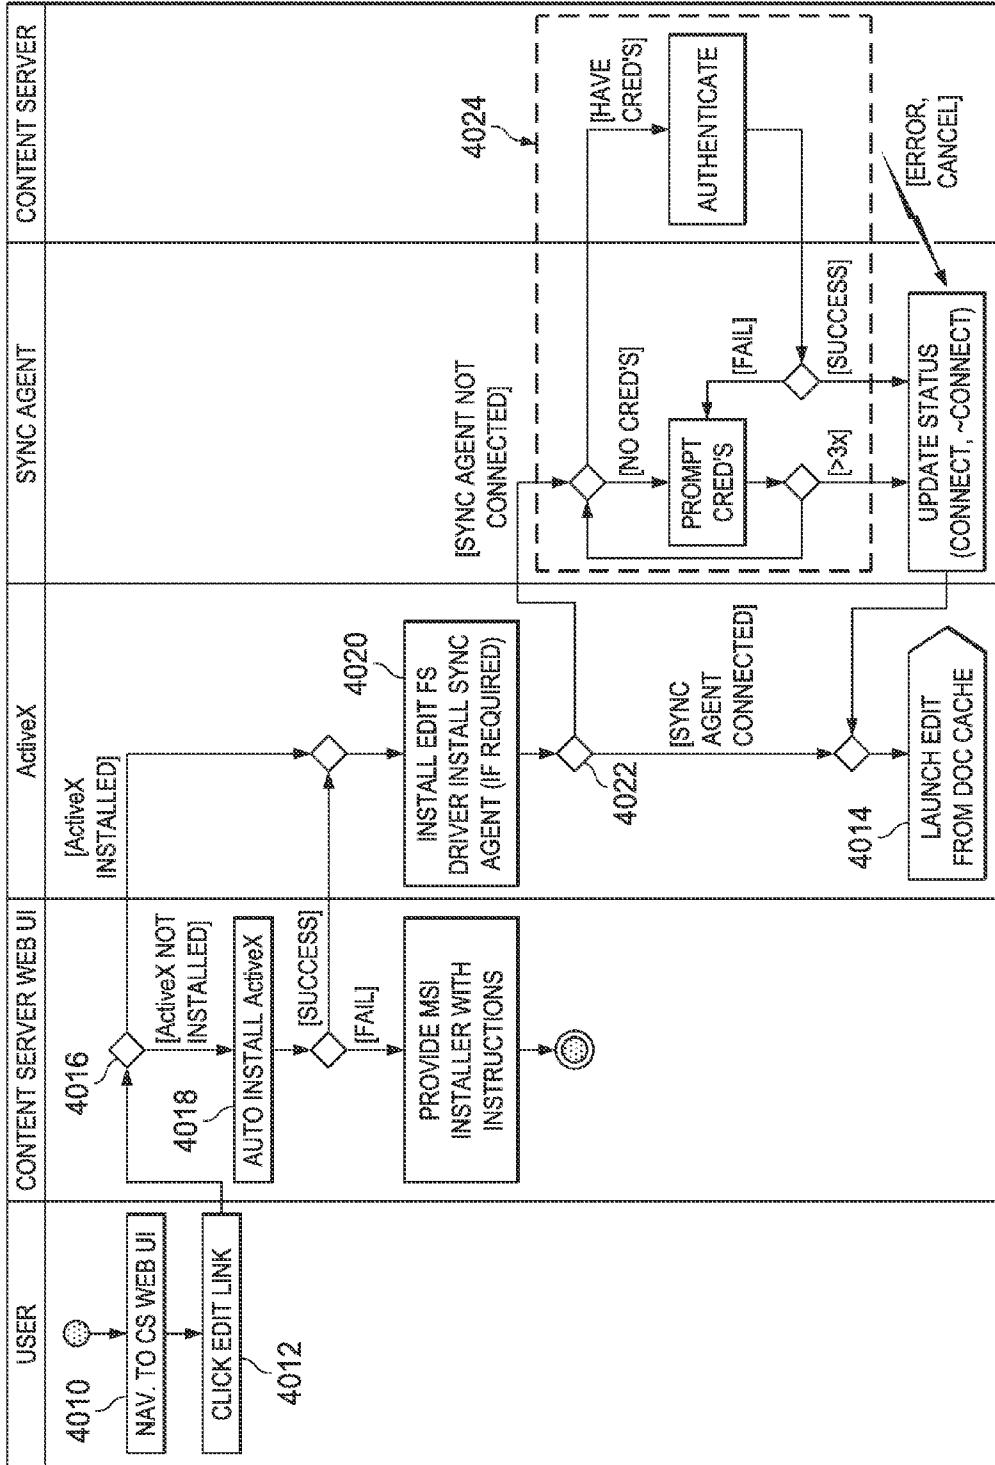 USER
CONTENT SERVER WEB UI
ActiveX
SYNC AGENT
CONTENT SERVER
4010
NAV. TO CS WEB UI
CLICK EDIT LINK
4012
4016
[ActiveX
INSTALLED]
[ActiveX NOT
INSTALLED]
4018
AUTO INSTALL ActiveX
[SUCCESS]
[FAIL]
PROVIDE MSI
INSTALLER WITH
INSTRUCTIONS
4020
INSTALL EDIT FS
DRIVER INSTALL SYNC
AGENT (IF REQUIRED)
4022
[SYNC AGENT NOT
CONNECTED]
[SYNC
AGENT
CONNECTED]
4014
LAUNCH EDIT
FROM DOC CACHE
4024
[HAVE
CRED'S]
[NO CRED'S]
AUTHENTICATE
PROMPT
CRED'S
[FAIL]
[>3x]
[SUCCESS]
UPDATE STATUS
(CONNECT, ~CONNECT)
[ERROR,
CANCEL]